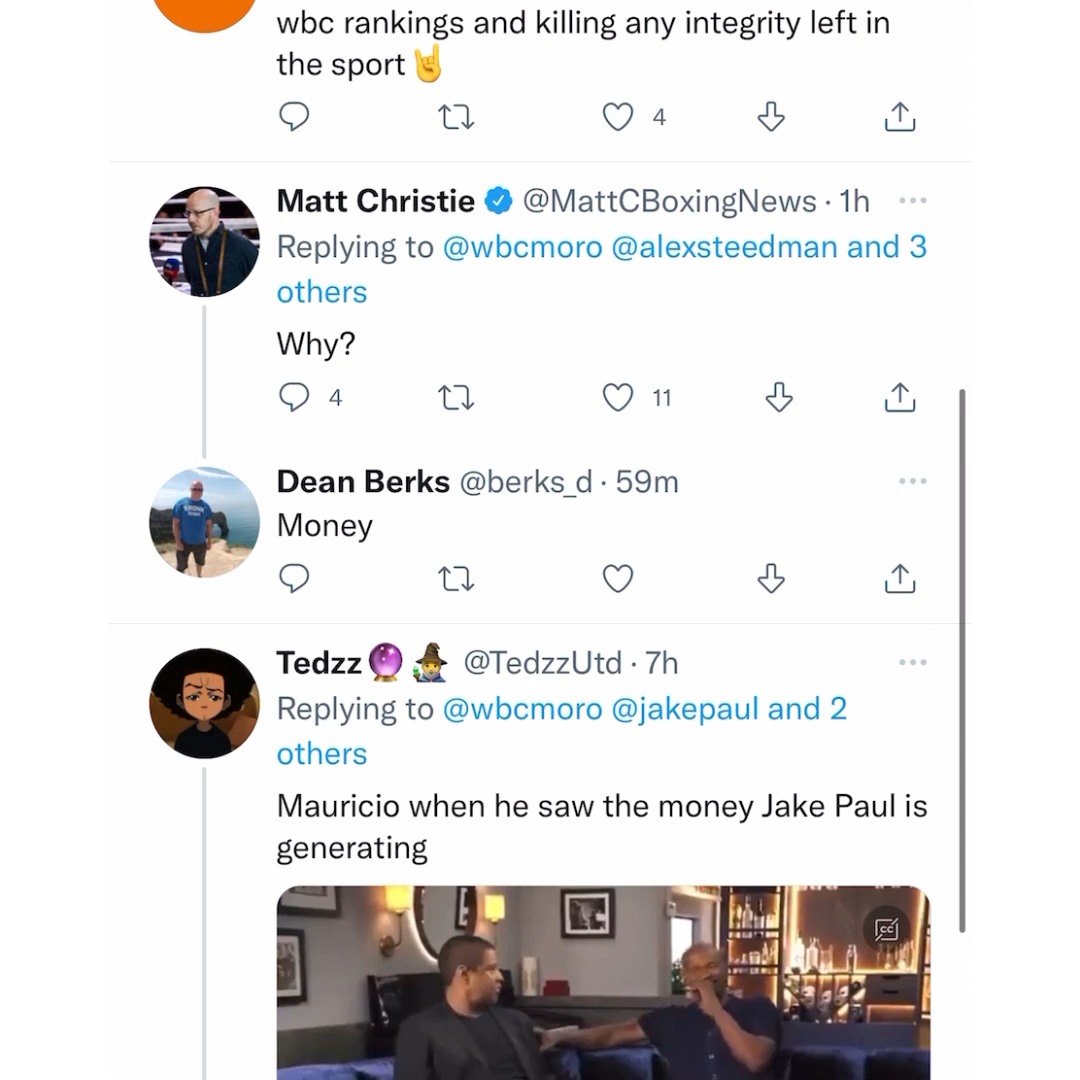 wbc rankings and killing any integrity left in
the sport🤘
4
Matt Christie @MattCBoxingNews · 1h
Replying to @wbcmoro @alexsteedman and 3
others
Why?
4 11
Dean Berks @berks_d · 59m
Money
Tedzz🔮🧙‍♂️ @TedzzUtd · 7h
Replying to @wbcmoro @jakepaul and 2
others
Mauricio when he saw the money Jake Paul is
generating
CC